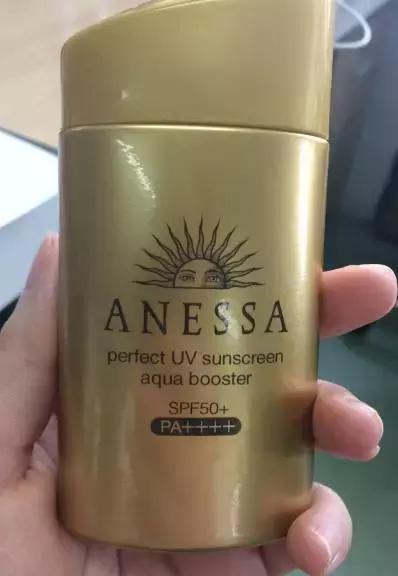 ANESSA
perfect UV sunscreen
aqua booster
SPF50+
PA++++